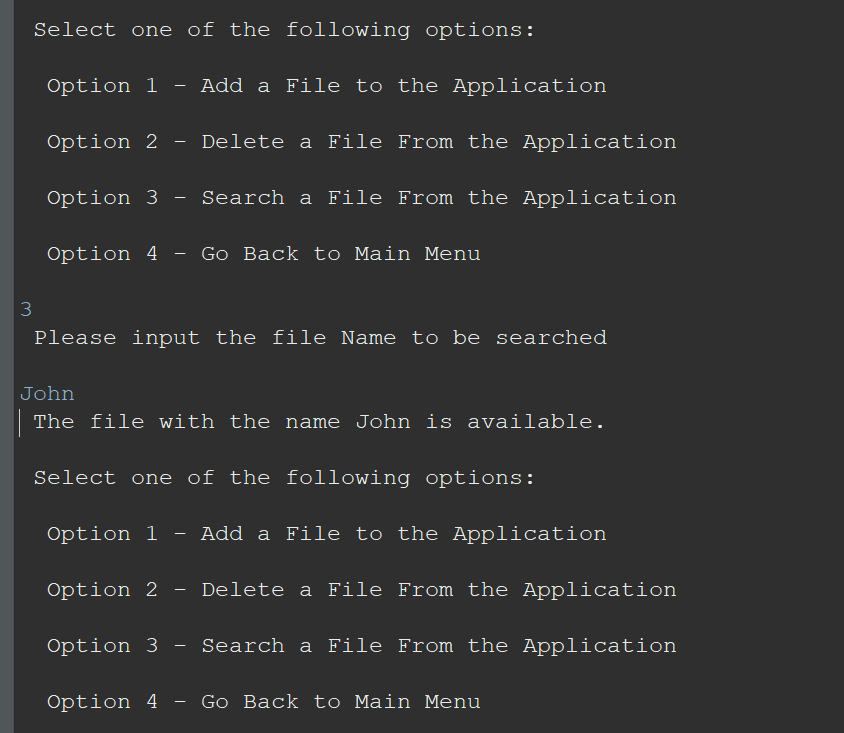 Select one of the following options:
Option 1 - Add a File to the Application
Option 2 - Delete a File From the Application
Option 3 - Search a File From the Application
Option 4 - Go Back to Main Menu
3
Please input the file Name to be searched
John
The file with the name John is available.
Select one of the following options:
Option 1 - Add a File to the Application
Option 2 - Delete a File From the Application
Option 3 - Search a File From the Application
Option 4 - Go Back to Main Menu